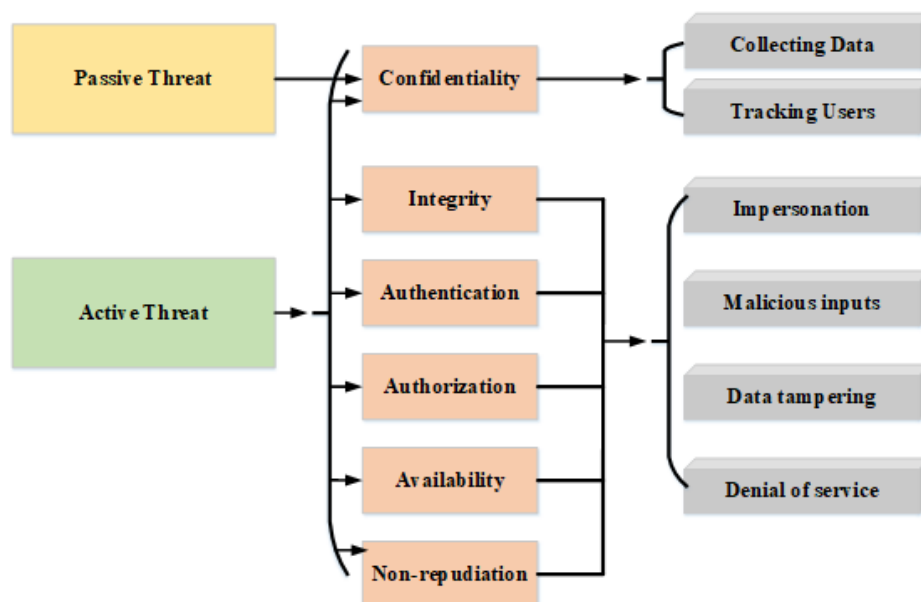 Passive Threat
Confidentiality
Collecting Data
Tracking Users
Active Threat
Integrity
Authentication
Authorization
Availability
Non-repudiation
Impersonation
Malicious inputs
Data tampering
Denial of service